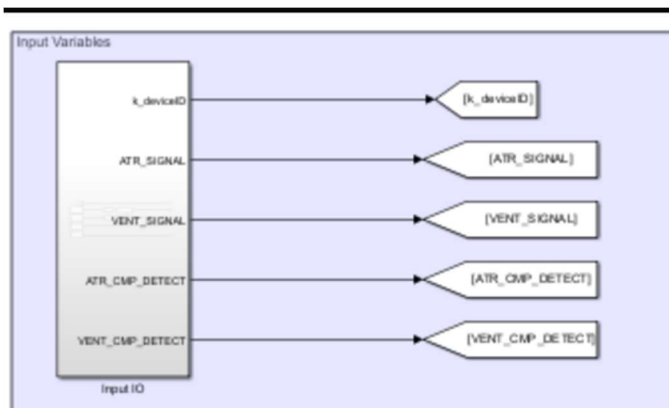 Input Variables
k_deviceID
[k_deviceID]
ATR_SIGNAL
[ATR_SIGNAL]
VENT_SIGNAL
[VENT_SIGNAL]
ATR_CMP_DETECT
[ATR_CMP_DETECT]
VENT_CMP_DETECT
[VENT_CMP_DETECT]
Input IO